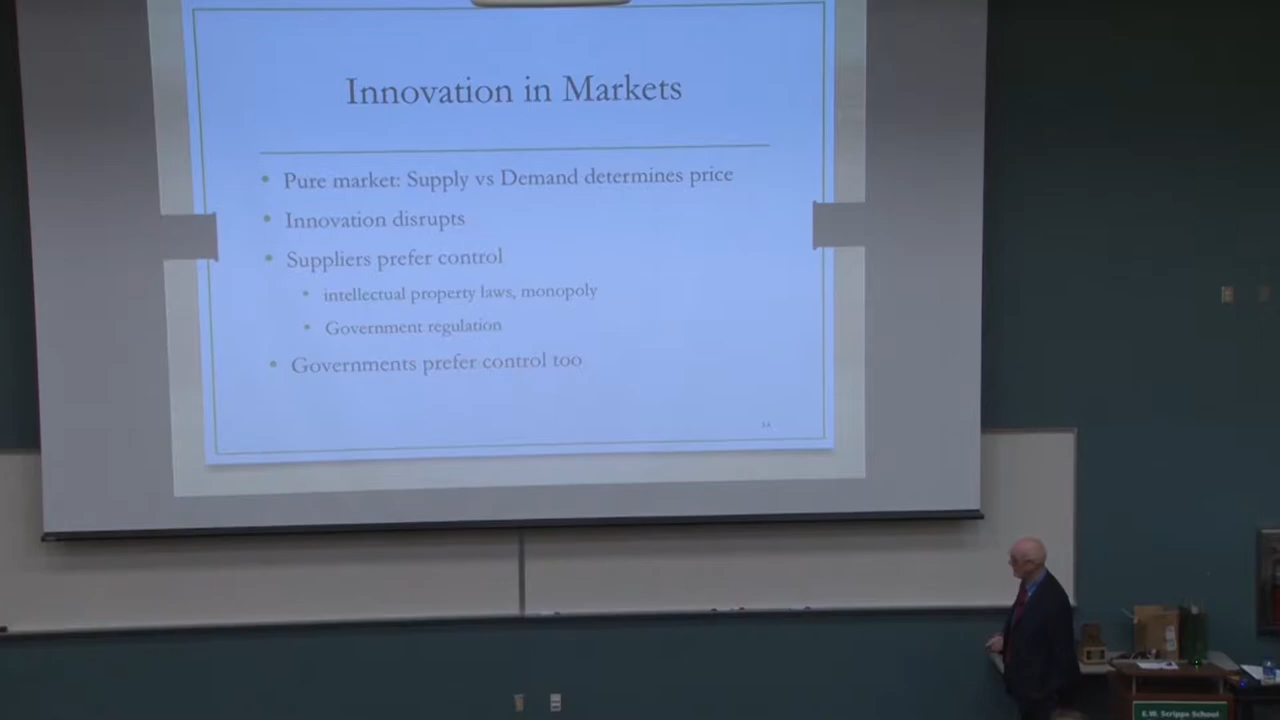 Innovation in Markets
• Pure market: Supply vs Demand determines price
• Innovation disrupts
• Suppliers prefer control
• intellectual property laws, monopoly
• Government regulation
• Governments prefer control too
E.W. Scripps School